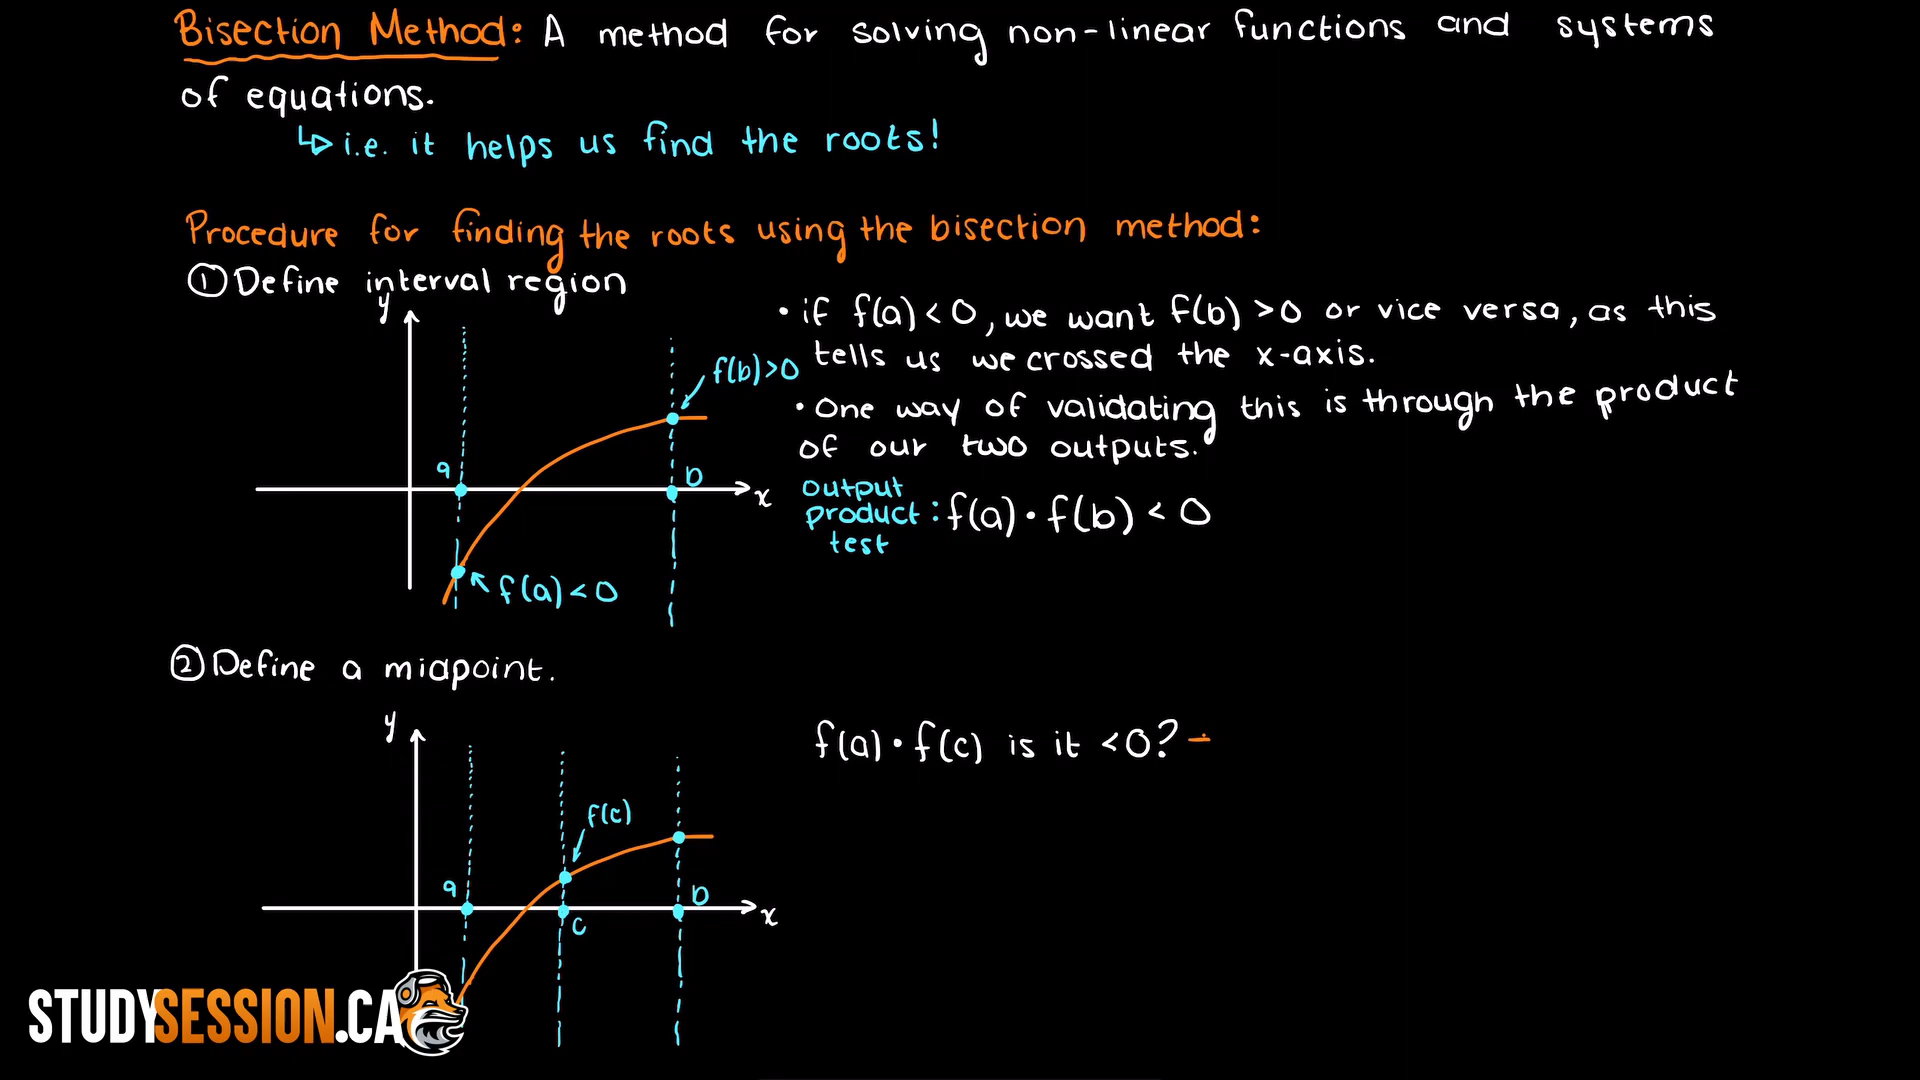 Bisection Method: A method for solving non-linear functions and systems
of equations.
i.e. it helps us find the roots!
Procedure for finding the roots using the bisection method:
① Define interval region
y
a
b
x
f(b)>0
f(a)<0
• if f(a)<0, we want f(b)>0 or vice versa, as this
tells us we crossed the x-axis.
• One way of validating this is through the product
of our two outputs.
output
product : f(a)·f(b)<0
test
② Define a midpoint.
y
f(c)
a
c
b
x
f(a)·f(c) is it <0? -
STUDYSESSION.CA